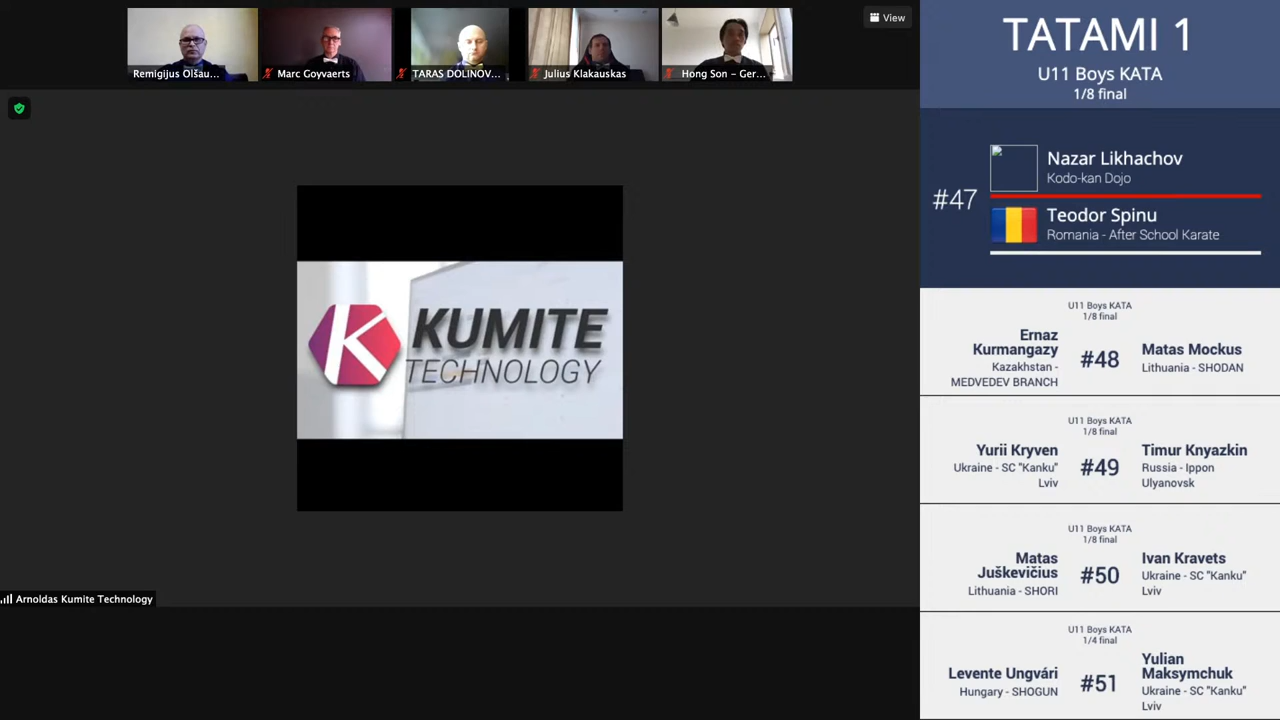 Remigijus Olšau...
Marc Goyvaerts
TARAS DOLINOV...
Julius Klakauskas
Hong Son – Ger...
View
KUMITE
TECHNOLOGY
Arnoldas Kumite Technology
TATAMI 1
U11 Boys KATA
1/8 final
#47
Nazar Likhachov
Kodo-kan Dojo
Teodor Spinu
Romania - After School Karate
U11 Boys KATA
1/8 final
Ernaz
Kurmangazy
Kazakhstan -
MEDVEDEV BRANCH
#48
Matas Mockus
Lithuania - SHODAN
U11 Boys KATA
1/8 final
Yurii Kryven
Ukraine - SC "Kanku"
Lviv
#49
Timur Knyazkin
Russia - Ippon
Ulyanovsk
U11 Boys KATA
1/8 final
Matas
Juškevičius
Lithuania - SHORI
#50
Ivan Kravets
Ukraine - SC "Kanku"
Lviv
U11 Boys KATA
1/4 final
Levente Ungvári
Hungary - SHOGUN
#51
Yulian
Maksymchuk
Ukraine - SC "Kanku"
Lviv